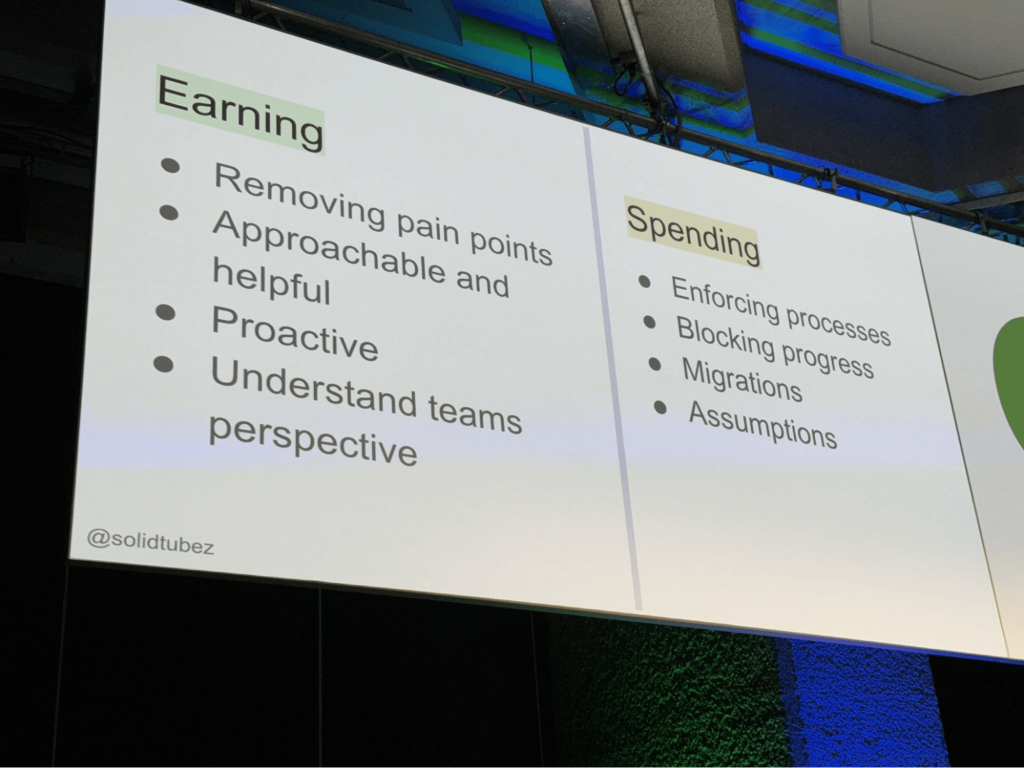 Earning
● Removing pain points
● Approachable and
helpful
● Proactive
● Understand teams
perspective
@solidtubez
Spending
● Enforcing processes
● Blocking progress
● Migrations
● Assumptions